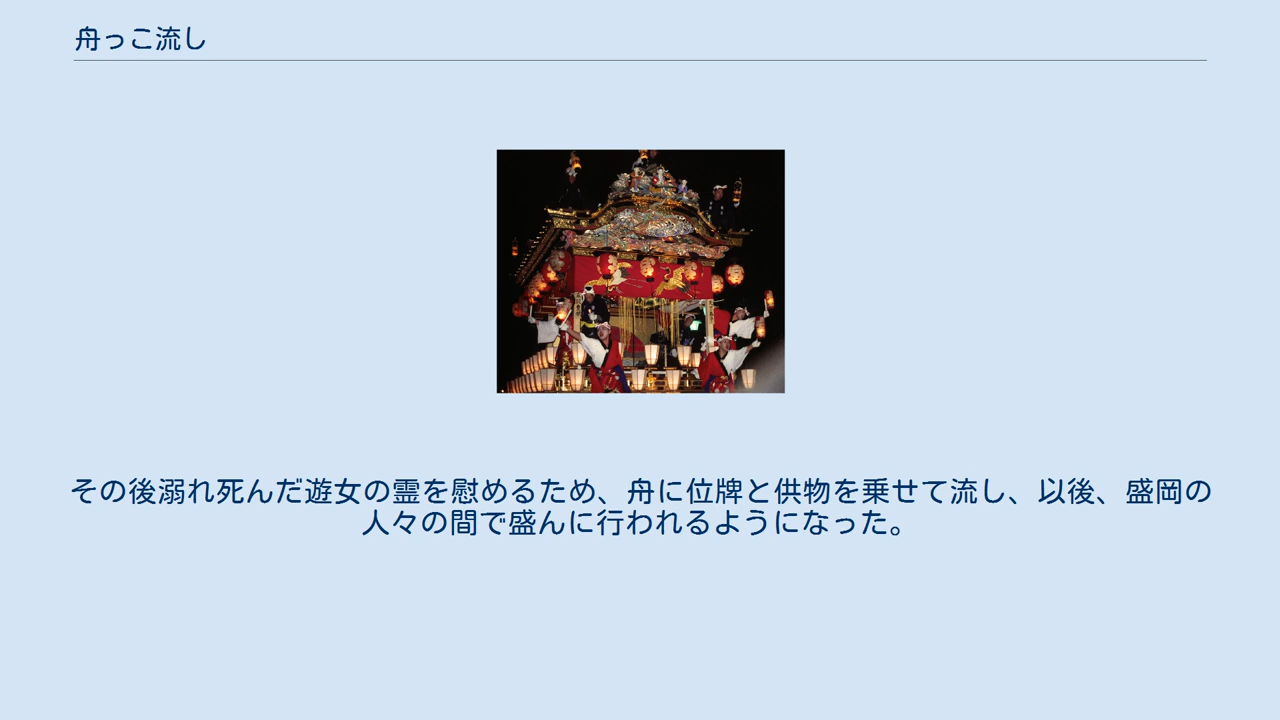 舟っこ流し
その後溺れ死んだ遊女の霊を慰めるため、舟に位牌と供物を乗せて流し、以後、盛岡の
人々の間で盛んに行われるようになった。